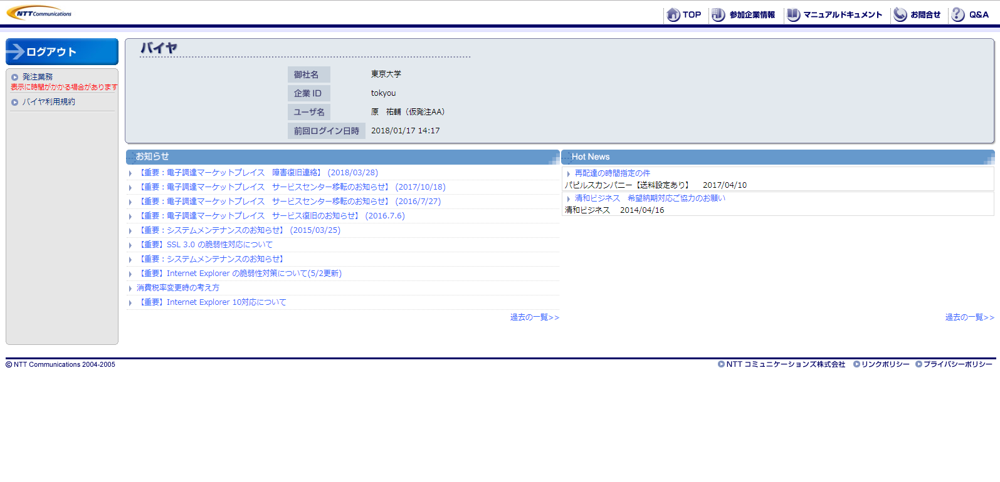 NTT Communications
TOP
参加企業情報
マニュアルドキュメント
お問合せ
Q&A
ログアウト
発注業務
表示に時間がかかる場合があります
バイヤ利用規約
バイヤ
御社名 東京大学
企業 ID tokyou
ユーザ名 原　祐輔（仮発注AA）
前回ログイン日時 2018/01/17 14:17
お知らせ
【重要：電子調達マーケットプレイス　障害復旧連絡】 (2018/03/28)
【重要：電子調達マーケットプレイス　サービスセンター移転のお知らせ】 (2017/10/18)
【重要：電子調達マーケットプレイス　サービスセンター移転のお知らせ】 (2016/7/27)
【重要：電子調達マーケットプレイス　サービス復旧のお知らせ】 (2016.7.6)
【重要：システムメンテナンスのお知らせ】 (2015/03/25)
【重要】SSL 3.0 の脆弱性対応について
【重要：システムメンテナンスのお知らせ】
【重要】Internet Explorer の脆弱性対策について(5/2更新)
消費税率変更時の考え方
【重要】Internet Explorer 10対応について
過去の一覧>>
Hot News
再配達の時間指定の件
パピルスカンパニー【送料設定あり】　2017/04/10
清和ビジネス　希望納期対応ご協力のお願い
清和ビジネス　2014/04/16
過去の一覧>>
© NTT Communications 2004-2005
NTT コミュニケーションズ株式会社
リンクポリシー
プライバシーポリシー